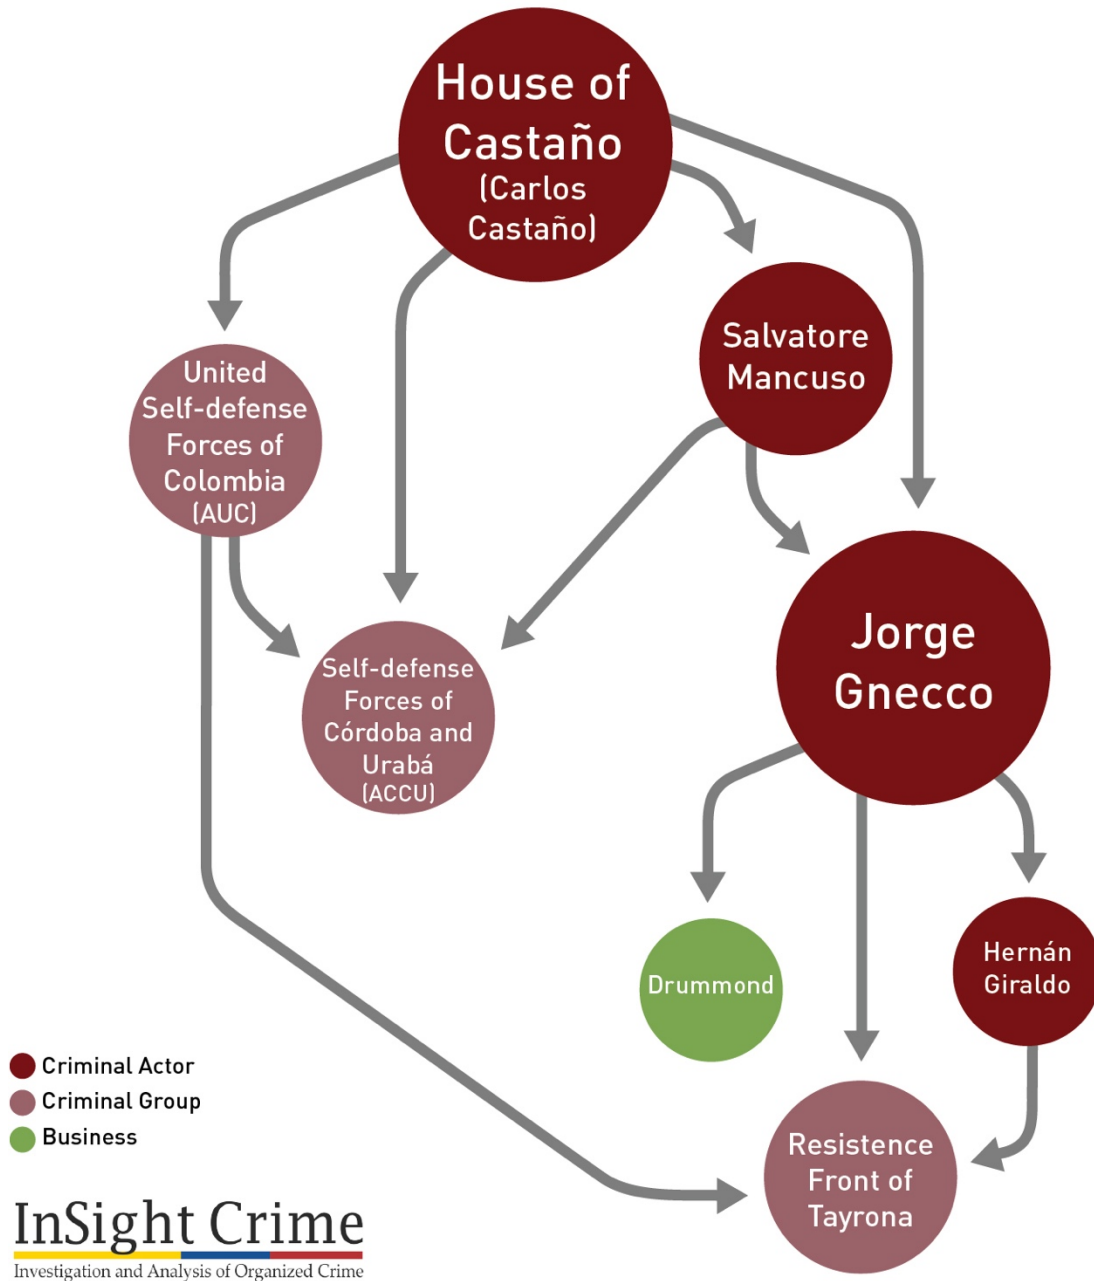 House of
Castaño
(Carlos
Castaño)
Salvatore
Mancuso
United
Self-defense
Forces of
Colombia
(AUC)
Jorge
Gnecco
Self-defense
Forces of
Córdoba and
Urabá
(ACCU)
Drummond
Hernán
Giraldo
Resistence
Front of
Tayrona
Criminal Actor
Criminal Group
Business
InSight Crime
Investigation and Analysis of Organized Crime